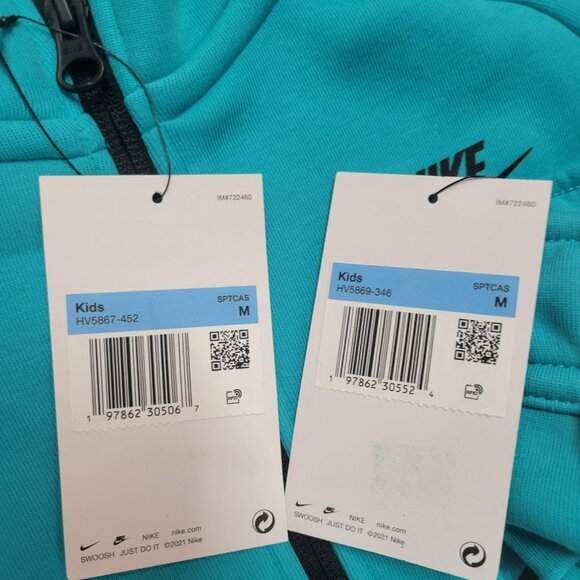 NIKE
IM#722460
Kids
SPTCAS
HV5867-452
M
1 97862 30506 7
RFID
NIKE nike.com
SWOOSH JUST DO IT ©2021 Nike
IM#722460
Kids
SPTCAS
HV5869-346
M
1 97862 30552 4
RFID
NIKE nike.com
SWOOSH JUST DO IT ©2021 Nike